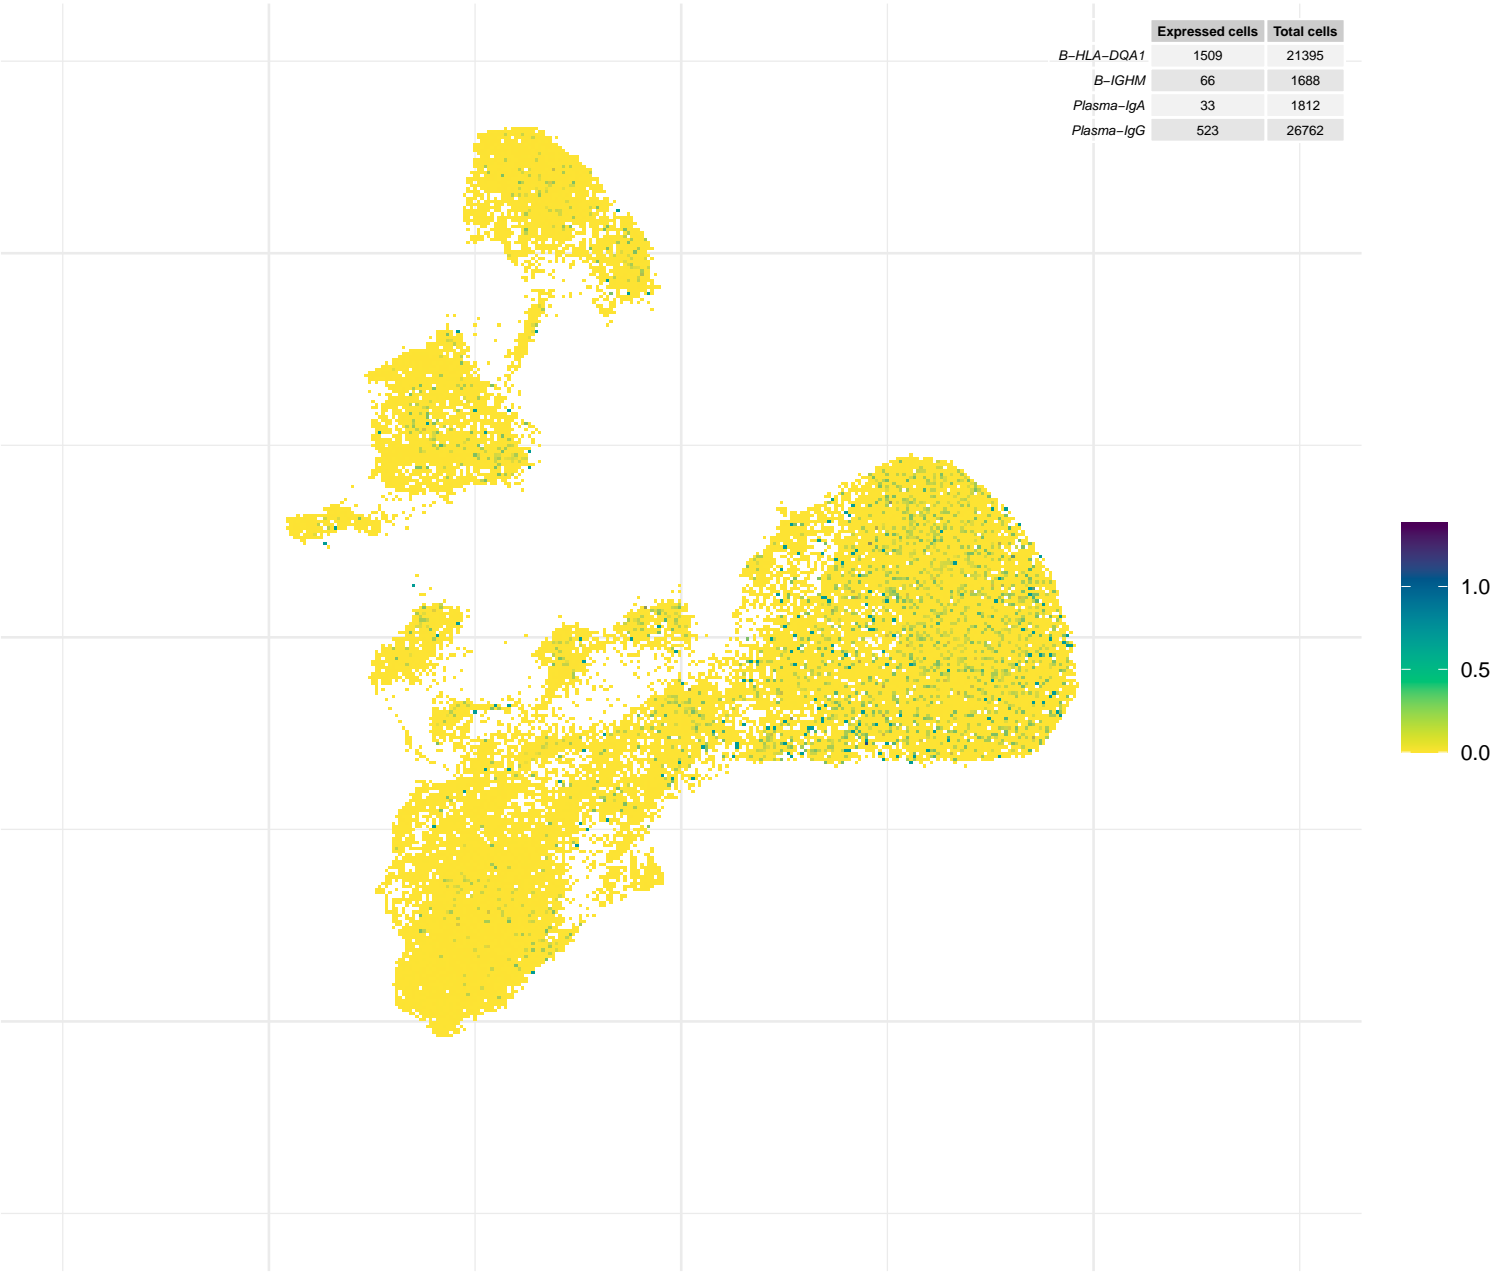 Expressed cells Total cells
B−HLA−DQA1 1509 21395
B−IGHM 66 1688
Plasma−IgA 33 1812
Plasma−IgG 523 26762
1.0
0.5
0.0